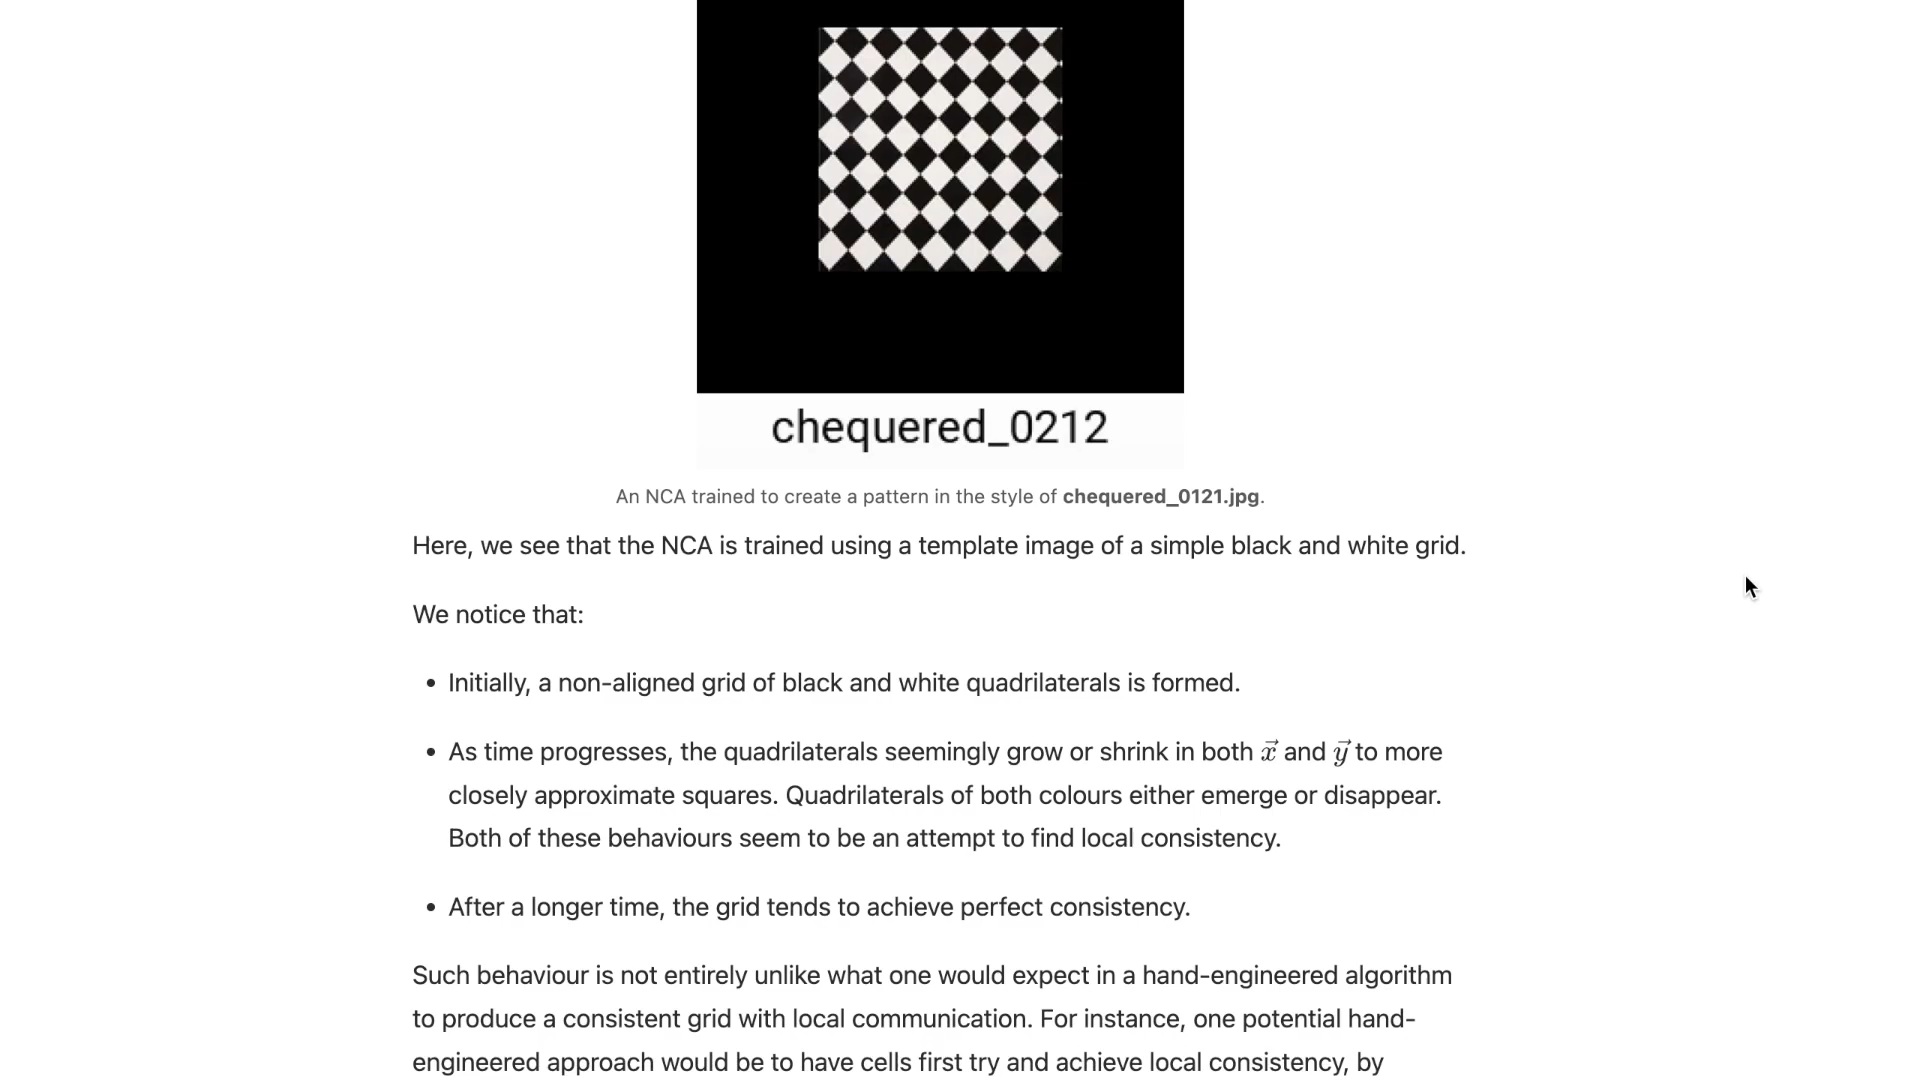 chequered_0212
An NCA trained to create a pattern in the style of chequered_0121.jpg.
Here, we see that the NCA is trained using a template image of a simple black and white grid.
We notice that:
• Initially, a non-aligned grid of black and white quadrilaterals is formed.
• As time progresses, the quadrilaterals seemingly grow or shrink in both x⃗ and y⃗ to more
closely approximate squares. Quadrilaterals of both colours either emerge or disappear.
Both of these behaviours seem to be an attempt to find local consistency.
• After a longer time, the grid tends to achieve perfect consistency.
Such behaviour is not entirely unlike what one would expect in a hand-engineered algorithm
to produce a consistent grid with local communication. For instance, one potential hand-
engineered approach would be to have cells first try and achieve local consistency, by